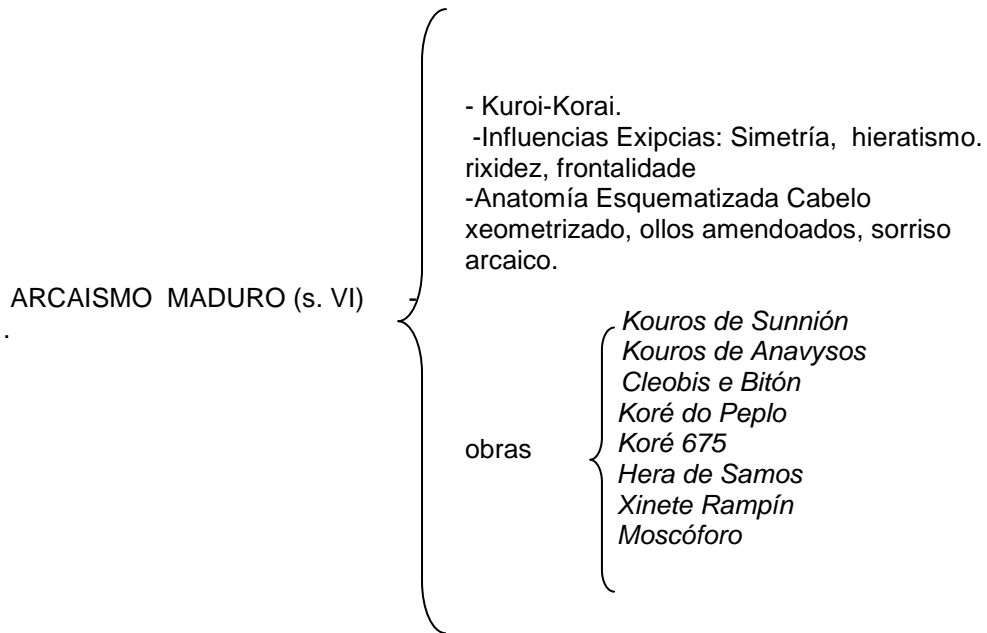 - Kuroi-Korai.
-Influencias Exipcias: Simetría, hieratismo.
rixidez, frontalidade
-Anatomía Esquematizada Cabelo
xeometrizado, ollos amendoados, sorriso
arcaico.
ARCAISMO MADURO (s. VI) -
.
obras
Kouros de Sunnión
Kouros de Anavysos
Cleobis e Bitón
Koré do Peplo
Koré 675
Hera de Samos
Xinete Rampín
Moscóforo